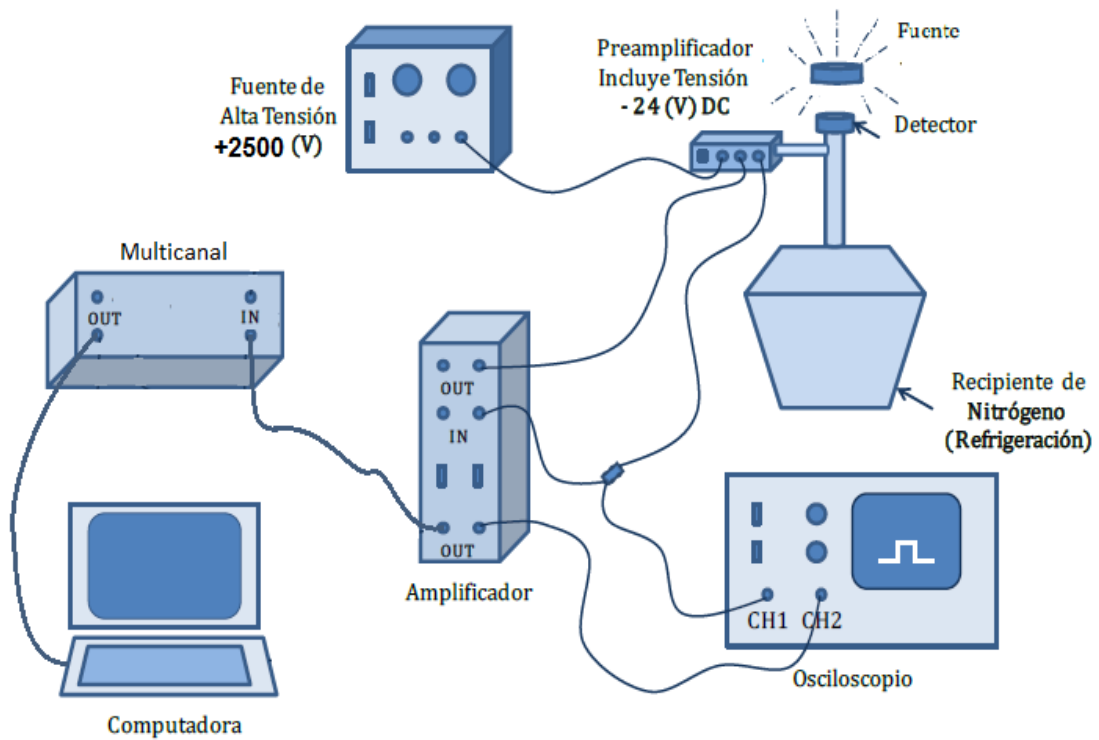 Fuente de
Alta Tensión
+2500 (V)
Preamplificador
Incluye Tensión
- 24 (V) DC
Fuente
Detector
Multicanal
OUT
IN
OUT
IN
OUT
Amplificador
Recipiente de
Nitrógeno
(Refrigeración)
CH1 CH2
Osciloscopio
Computadora